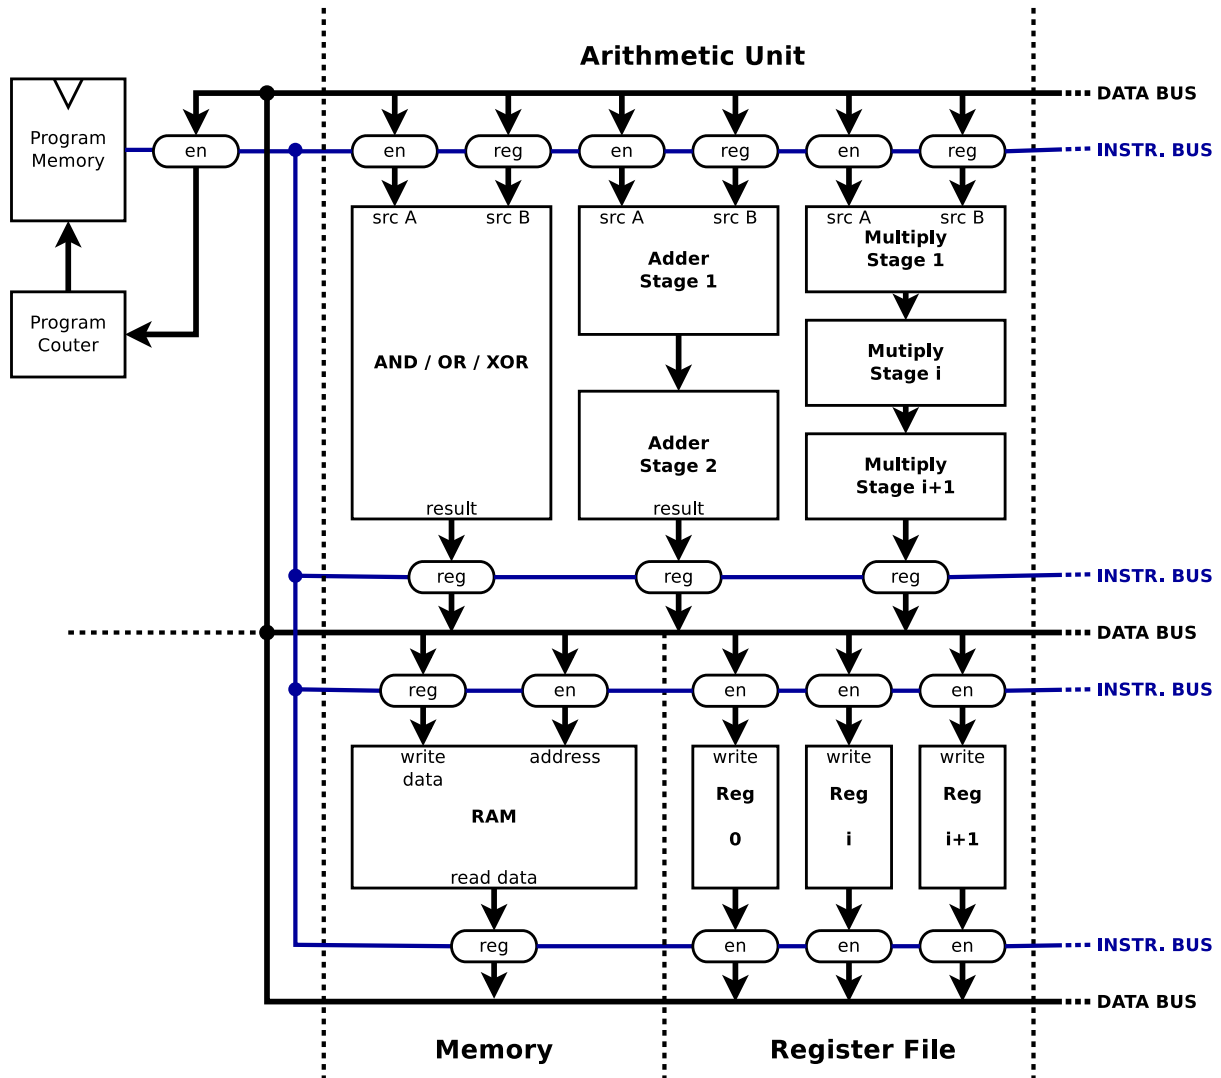 Arithmetic Unit
DATA BUS
Program
Memory
en
en
reg
en
reg
en
reg
INSTR. BUS
src A
src B
src A
src B
src A
src B
Multiply
Stage 1
Adder
Stage 1
Program
Couter
AND / OR / XOR
Mutiply
Stage i
Adder
Stage 2
Multiply
Stage i+1
result
result
reg
reg
reg
INSTR. BUS
DATA BUS
reg
en
en
en
en
INSTR. BUS
write
data
address
write
write
write
RAM
Reg
0
Reg
i
Reg
i+1
read data
reg
en
en
en
INSTR. BUS
DATA BUS
Memory
Register File